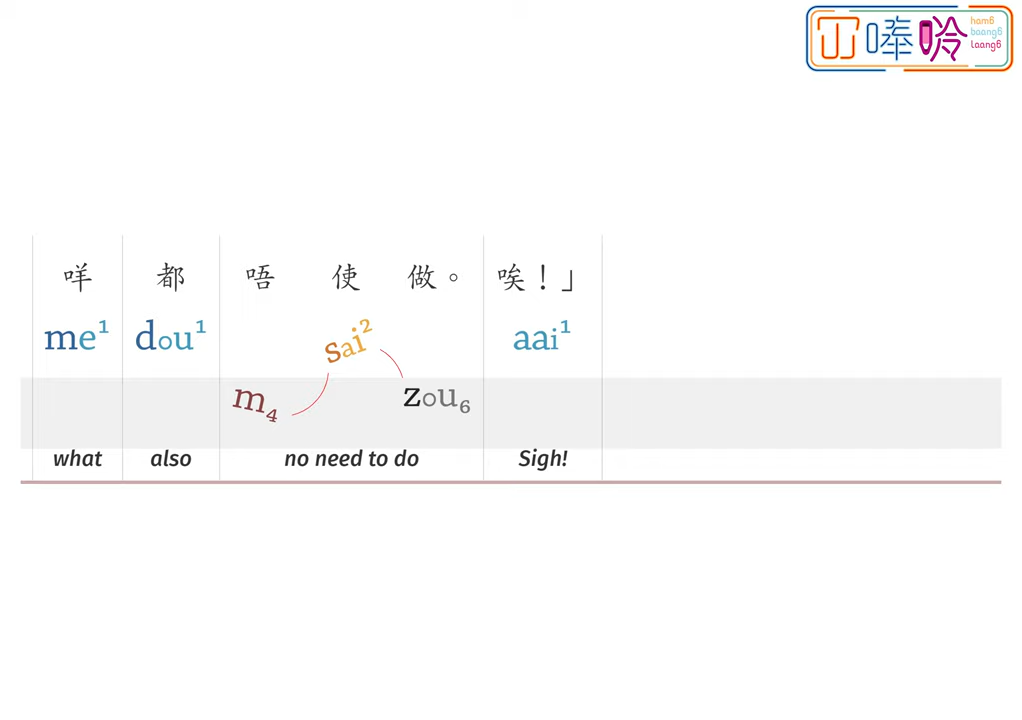 冚唪唥
ham6
baang6
laang6
咩 都 唔 使 做。 唉！」
me¹ dou¹ m₄ sai² zou₆ aai¹
what also no need to do Sigh!